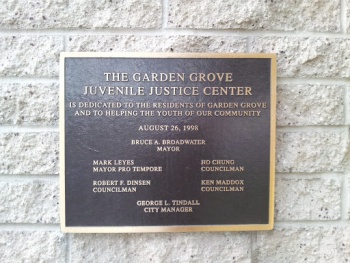 THE GARDEN GROVE
JUVENILE JUSTICE CENTER
IS DEDICATED TO THE RESIDENTS OF GARDEN GROVE
AND TO HELPING THE YOUTH OF OUR COMMUNITY
AUGUST 26, 1998
BRUCE A. BROADWATER
MAYOR
MARK LEYES
MAYOR PRO TEMPORE
HO CHUNG
COUNCILMAN
ROBERT F. DINSEN
COUNCILMAN
KEN MADDOX
COUNCILMAN
GEORGE L. TINDALL
CITY MANAGER